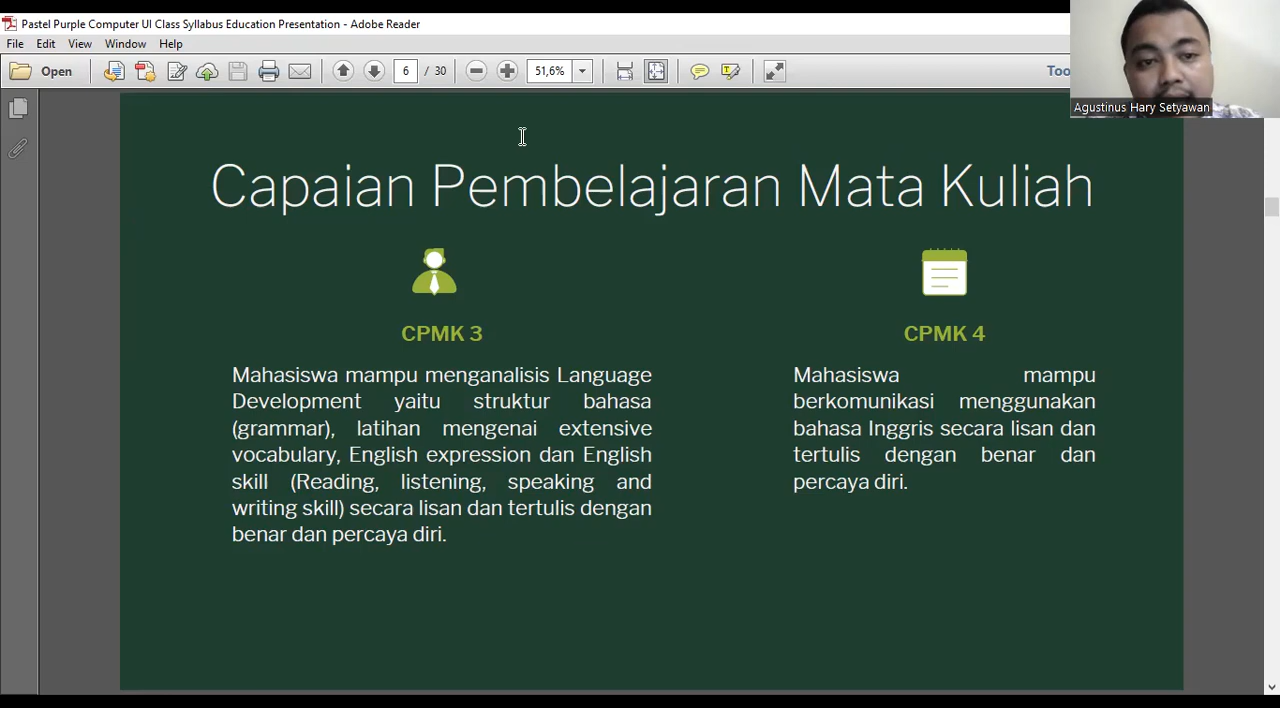 Pastel Purple Computer UI Class Syllabus Education Presentation - Adobe Reader
File Edit View Window Help
Open 6 / 30 51,6%
Agustinus Hary Setyawan
Capaian Pembelajaran Mata Kuliah
CPMK 3
Mahasiswa mampu menganalisis Language
Development yaitu struktur bahasa
(grammar), latihan mengenai extensive
vocabulary, English expression dan English
skill (Reading, listening, speaking and
writing skill) secara lisan dan tertulis dengan
benar dan percaya diri.
CPMK 4
Mahasiswa mampu
berkomunikasi menggunakan
bahasa Inggris secara lisan dan
tertulis dengan benar dan
percaya diri.